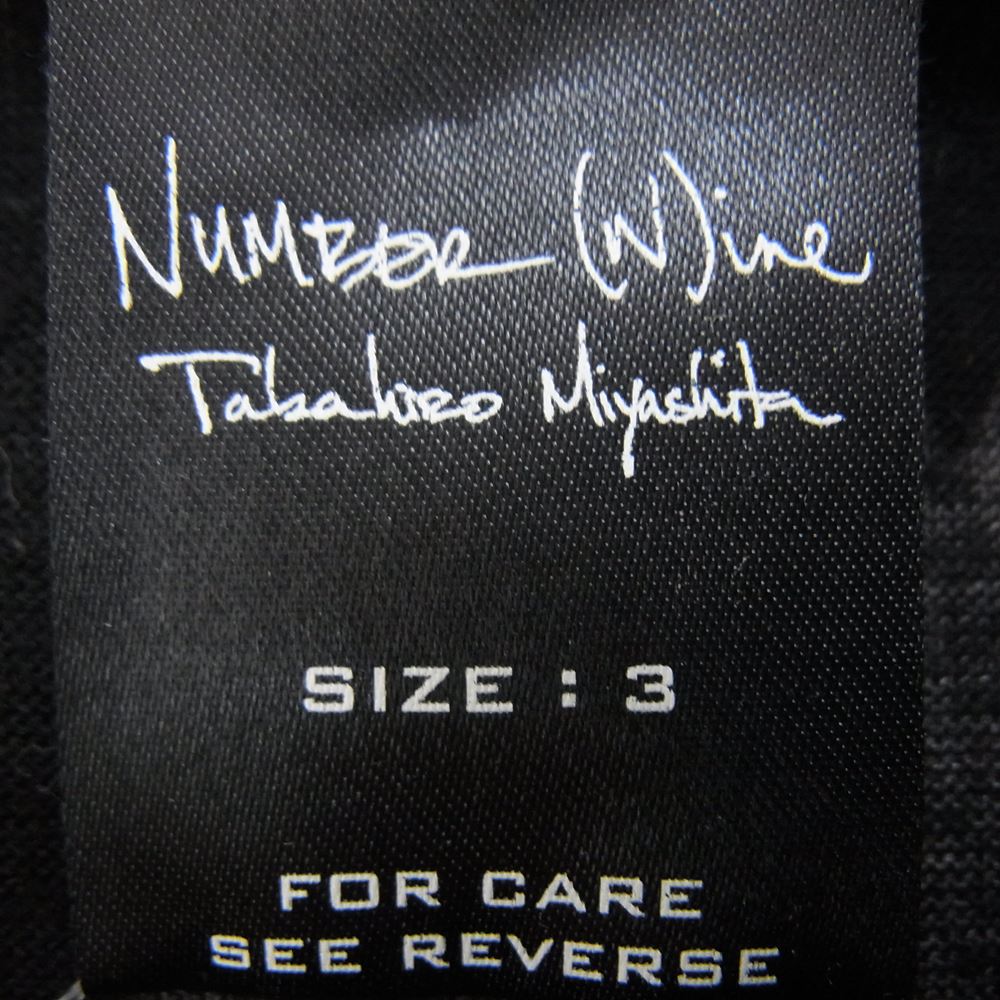 NUMBER (N)ine
Takahiro Miyashita
SIZE : 3
FOR CARE
SEE REVERSE